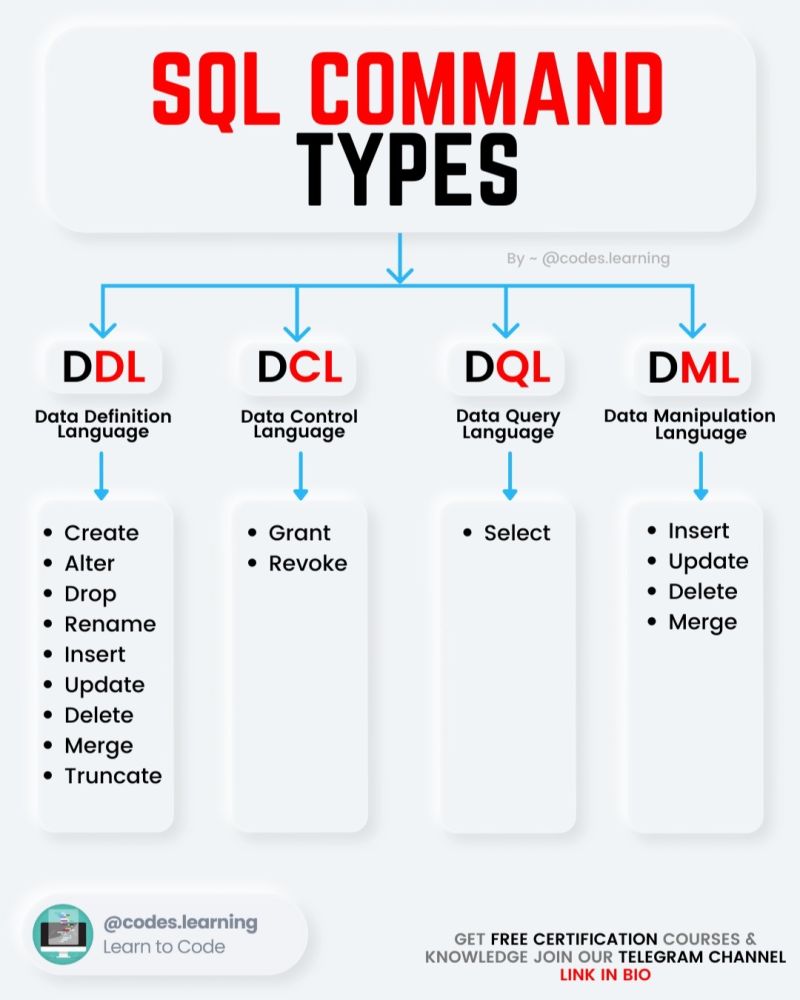 SQL COMMAND
TYPES
By ~ @codes.learning
DDL
Data Definition
Language
• Create
• Alter
• Drop
• Rename
• Insert
• Update
• Delete
• Merge
• Truncate
DCL
Data Control
Language
• Grant
• Revoke
DQL
Data Query
Language
• Select
DML
Data Manipulation
Language
• Insert
• Update
• Delete
• Merge
@codes.learning
Learn to Code
GET FREE CERTIFICATION COURSES &
KNOWLEDGE JOIN OUR TELEGRAM CHANNEL
LINK IN BIO